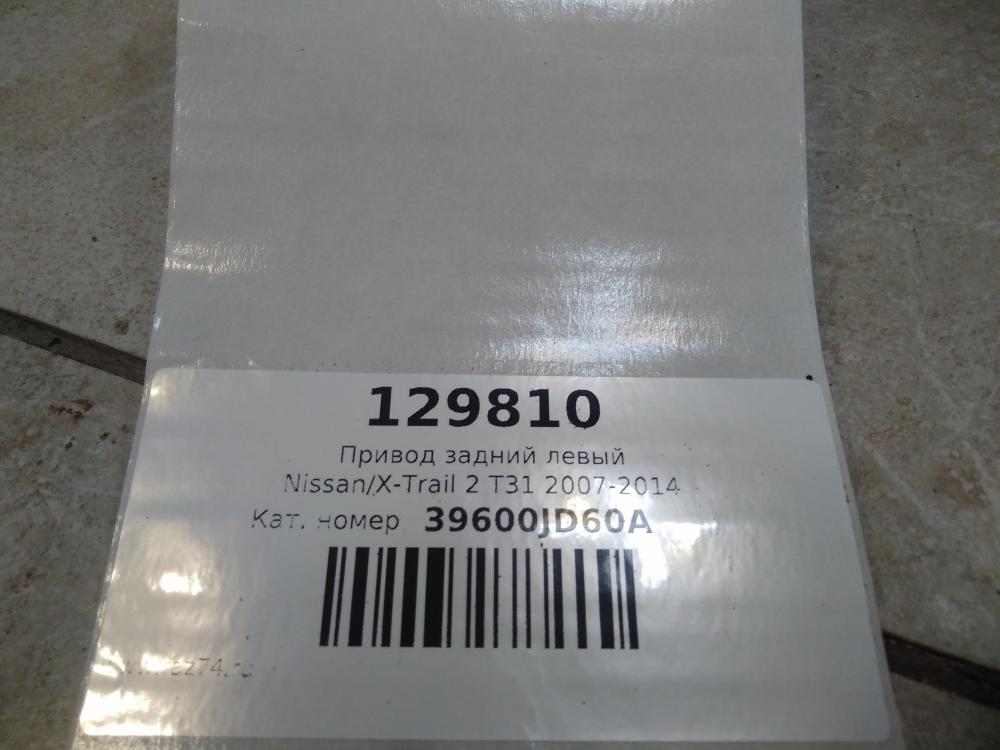 129810
Привод задний левый
Nissan/X-Trail 2 T31 2007-2014
Кат. номер 39600JD60A